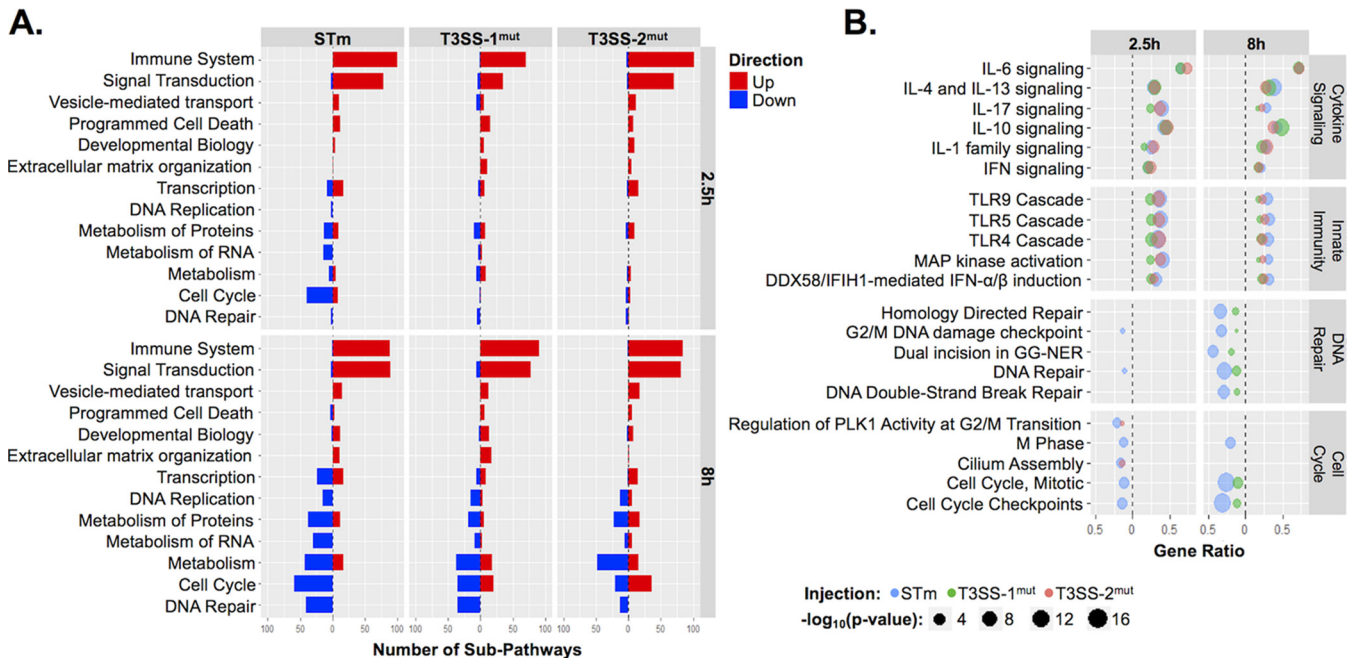 A.
STm
T3SS-1mut
T3SS-2mut
Immune System
Signal Transduction
Vesicle-mediated transport
Programmed Cell Death
Developmental Biology
Extracellular matrix organization
Transcription
DNA Replication
Metabolism of Proteins
Metabolism of RNA
Metabolism
Cell Cycle
DNA Repair
2.5h
Immune System
Signal Transduction
Vesicle-mediated transport
Programmed Cell Death
Developmental Biology
Extracellular matrix organization
Transcription
DNA Replication
Metabolism of Proteins
Metabolism of RNA
Metabolism
Cell Cycle
DNA Repair
8h
100 50 0 50 100 100 50 0 50 100 100 50 0 50 100
Number of Sub-Pathways
Direction
Up
Down
B.
2.5h
8h
IL-6 signaling
IL-4 and IL-13 signaling
IL-17 signaling
IL-10 signaling
IL-1 family signaling
IFN signaling
Cytokine
Signaling
TLR9 Cascade
TLR5 Cascade
TLR4 Cascade
MAP kinase activation
DDX58/IFIH1-mediated IFN-α/β induction
Innate
Immunity
Homology Directed Repair
G2/M DNA damage checkpoint
Dual incision in GG-NER
DNA Repair
DNA Double-Strand Break Repair
DNA
Repair
Regulation of PLK1 Activity at G2/M Transition
M Phase
Cilium Assembly
Cell Cycle, Mitotic
Cell Cycle Checkpoints
Cell
Cycle
0.5 0 0.5 0.5 0 0.5
Gene Ratio
Injection: STm T3SS-1mut T3SS-2mut
-log10(p-value): 4 8 12 16